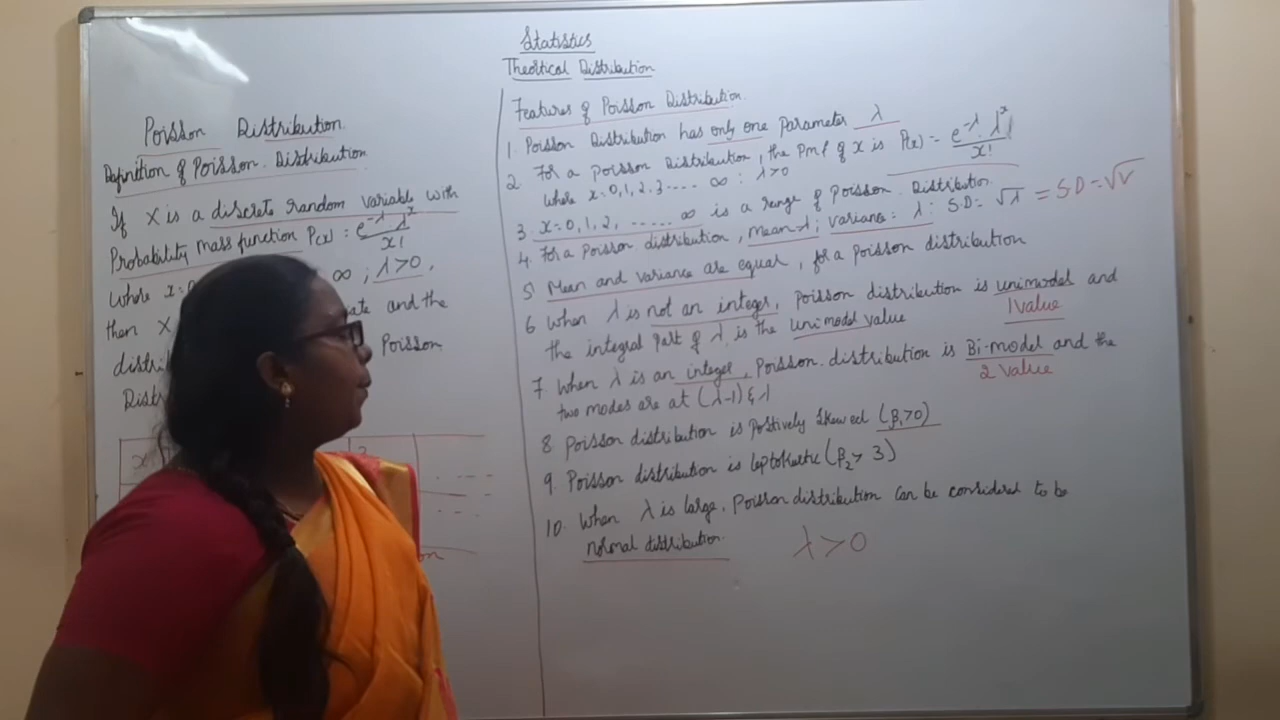 Statistics
Theortical Distribution
Poisson Distribution
Definition of Poisson. Distribution
If X is a discrete random variable with
Probability mass function P(x) = e^-λ λ^x / x!
Where x = 0 ∞ ; λ>0,
then X ate and the
distri Poisson
Distr
x
Features of Poisson Distribution.
1. Poisson Distribution has only one Parameter λ
2. For a poisson Distribution, the Pmf of x is P(x) = e^-λ . λ^x / x!
Where x = 0, 1, 2, 3 ..... ∞ : λ>0
3. x = 0, 1, 2, ...... ∞ is a range of Poisson. Distribution.
4. For a Poisson distribution, Mean = λ; Variance = λ : S.D = √λ = S.D = √V
5. Mean and variance are equal, for a poisson distribution
6 When λ is not an integer, Poisson distribution is unimodel and
1 value
the integral Part of λ is the unimodel value
7. When λ is an integer, Poisson distribution is Bi-model and the
2 value
two modes are at (λ-1) & λ
8 Poisson distribution is Postively Skewed (β₁>0)
9. Poisson distribution is leptokurtic (β₂ > 3)
10. When λ is large, Poisson distribution can be considered to be
normal distribution.
λ > 0